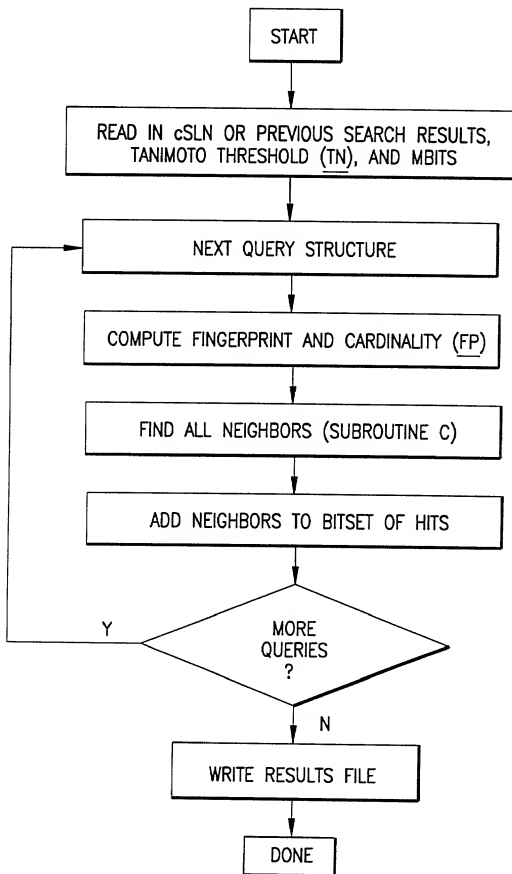 START
READ IN cSLN OR PREVIOUS SEARCH RESULTS,
TANIMOTO THRESHOLD (TN), AND MBITS
NEXT QUERY STRUCTURE
COMPUTE FINGERPRINT AND CARDINALITY (FP)
FIND ALL NEIGHBORS (SUBROUTINE C)
ADD NEIGHBORS TO BITSET OF HITS
Y
MORE
QUERIES
?
N
WRITE RESULTS FILE
DONE